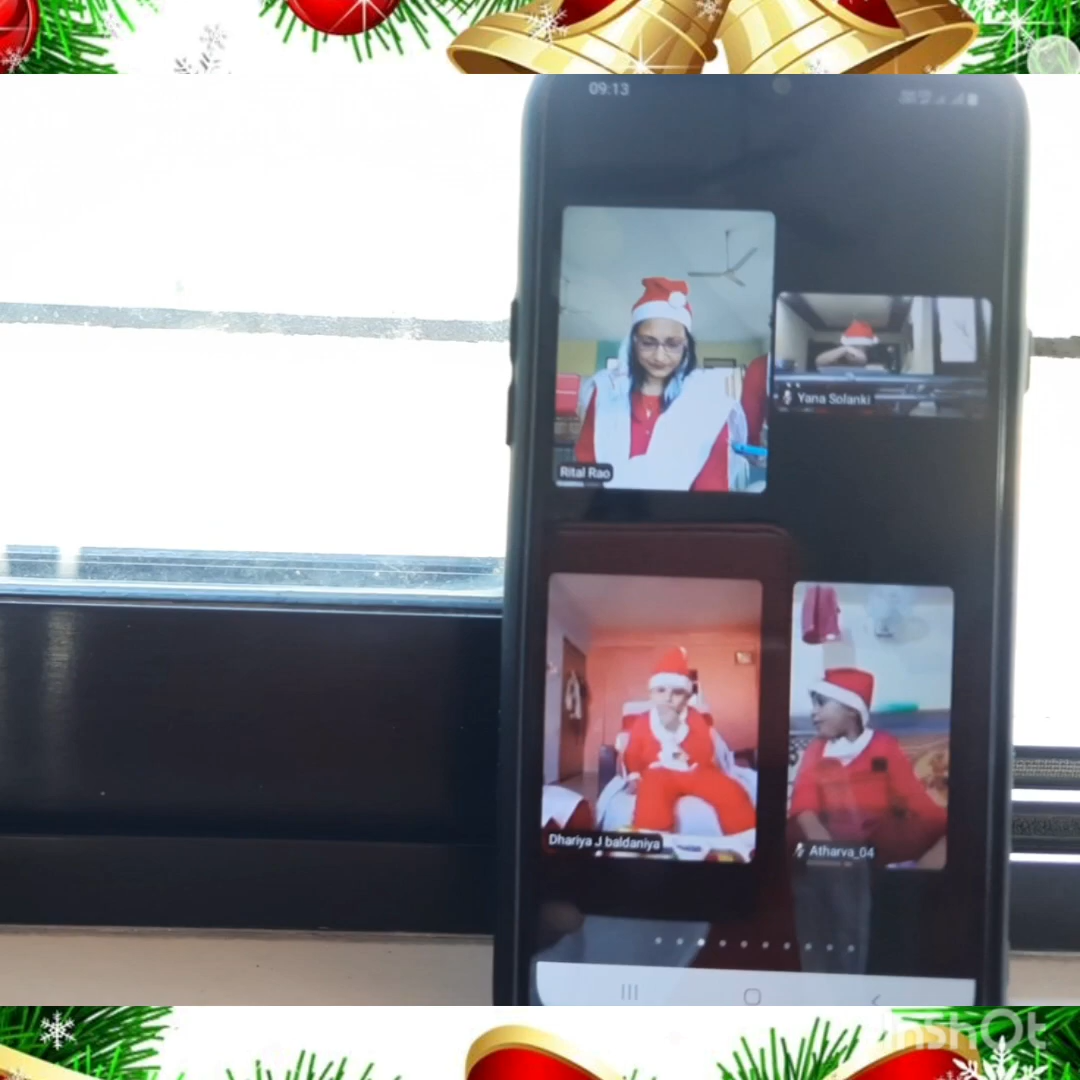 09:13
Yana Solanki
Rital Rao
Dhariya J baldaniya
Atharva_04
InShOt